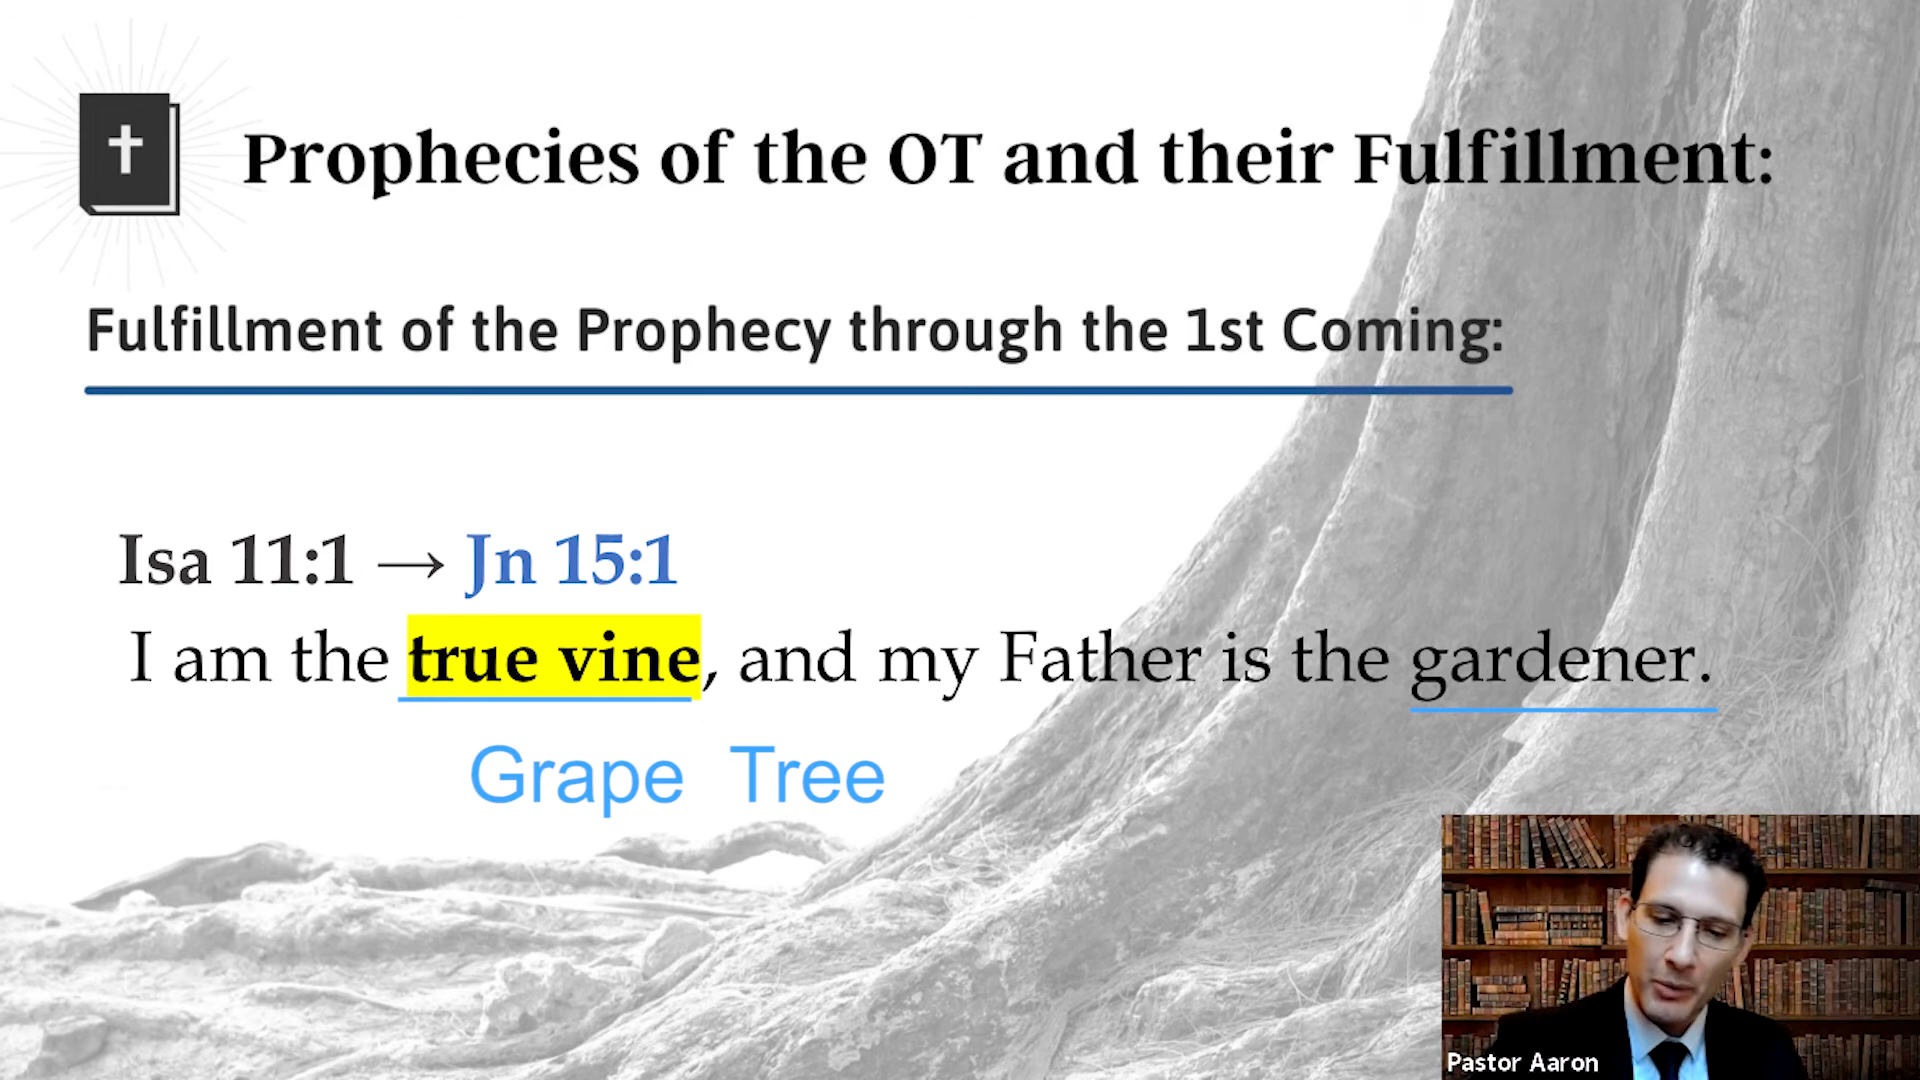 Prophecies of the OT and their Fulfillment:
Fulfillment of the Prophecy through the 1st Coming:
Isa 11:1 → Jn 15:1
I am the true vine, and my Father is the gardener.
Grape Tree
Pastor Aaron